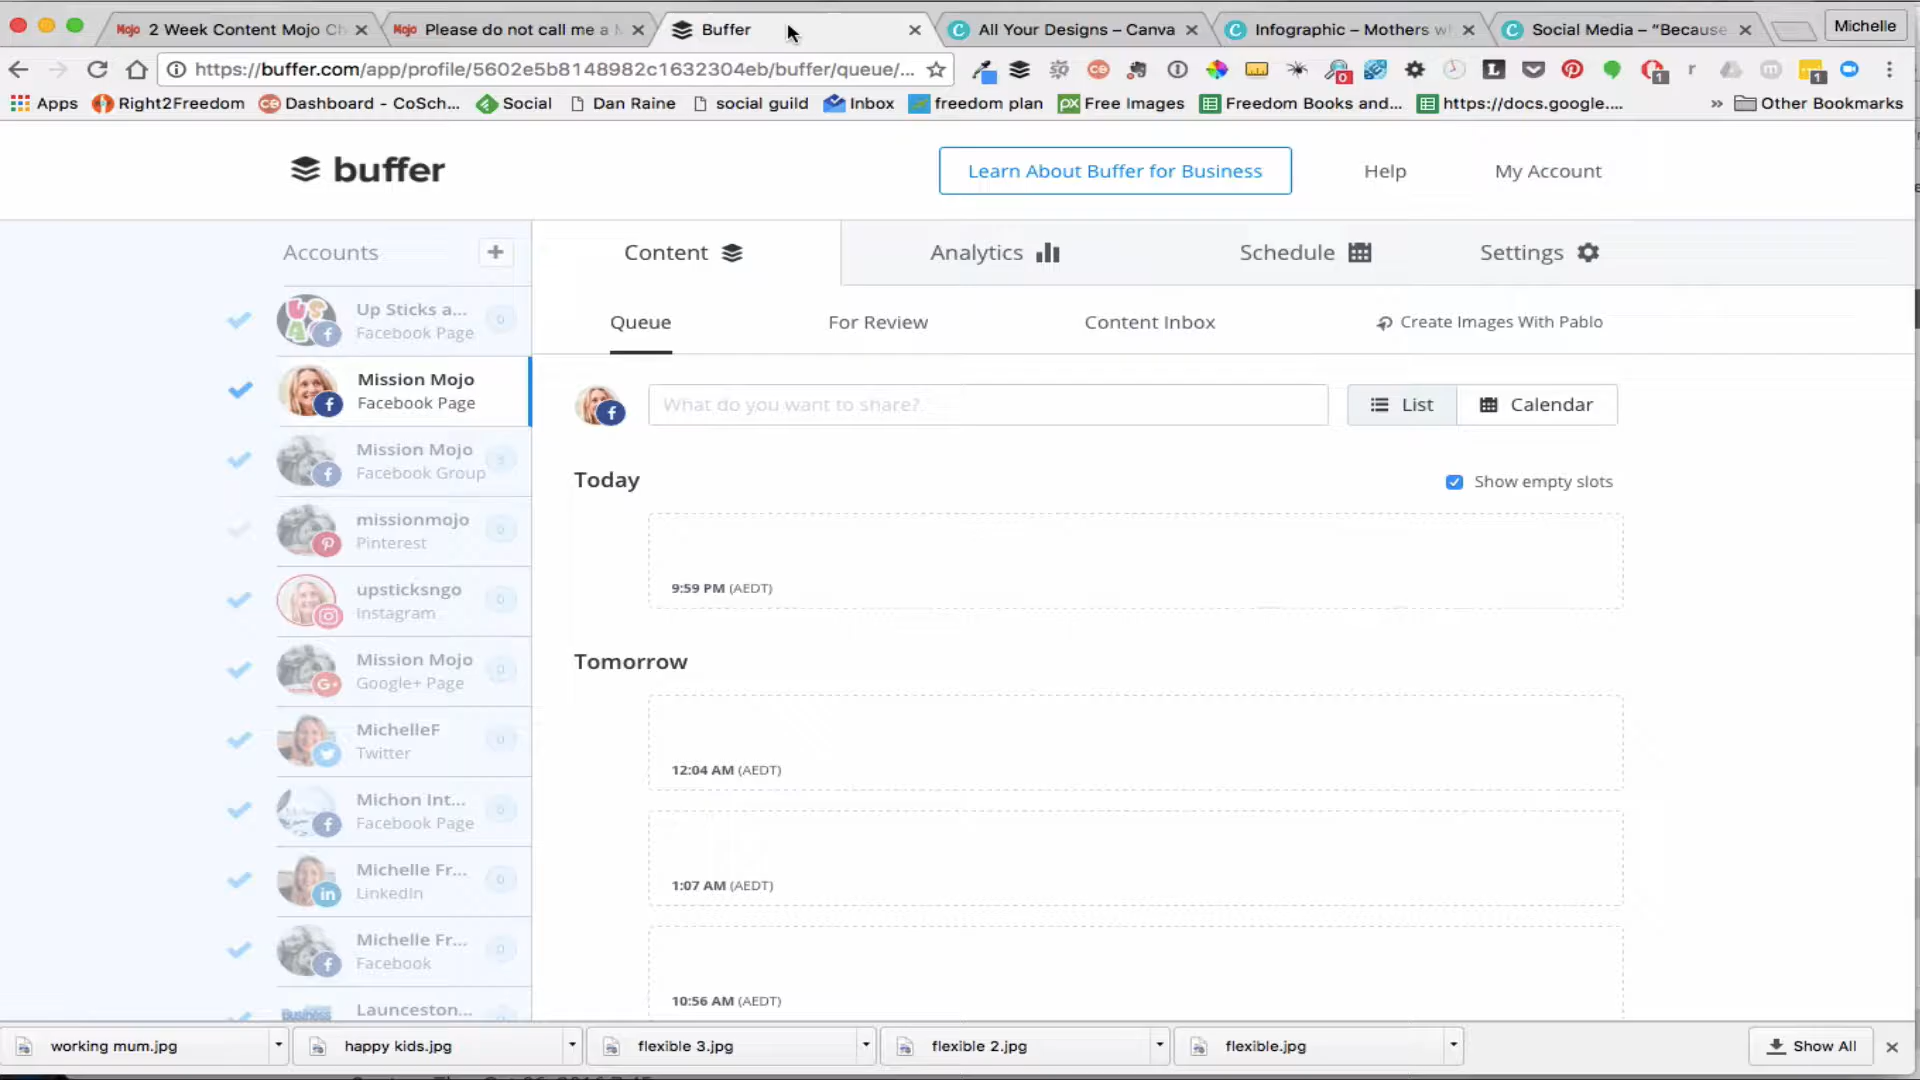 2 Week Content Mojo Ch
Please do not call me a
Buffer
All Your Designs – Canva
Infographic – Mothers w
Social Media – “Because
Michelle
https://buffer.com/app/profile/5602e5b8148982c1632304eb/buffer/queue/...
Apps
Right2Freedom
Dashboard - CoSch...
Social
Dan Raine
social guild
Inbox
freedom plan
Free Images
Freedom Books and...
https://docs.google....
Other Bookmarks
buffer
Learn About Buffer for Business
Help
My Account
Accounts
Content
Analytics
Schedule
Settings
Queue
For Review
Content Inbox
Create Images With Pablo
Up Sticks a...
Facebook Page
Mission Mojo
Facebook Page
Mission Mojo
Facebook Group
missionmojo
Pinterest
upsticksngo
Instagram
Mission Mojo
Google+ Page
MichelleF
Twitter
Michon Int...
Facebook Page
Michelle Fr...
LinkedIn
Michelle Fr...
Facebook
Launceston...
What do you want to share?
List
Calendar
Today
Show empty slots
9:59 PM (AEDT)
Tomorrow
12:04 AM (AEDT)
1:07 AM (AEDT)
10:56 AM (AEDT)
working mum.jpg
happy kids.jpg
flexible 3.jpg
flexible 2.jpg
flexible.jpg
Show All